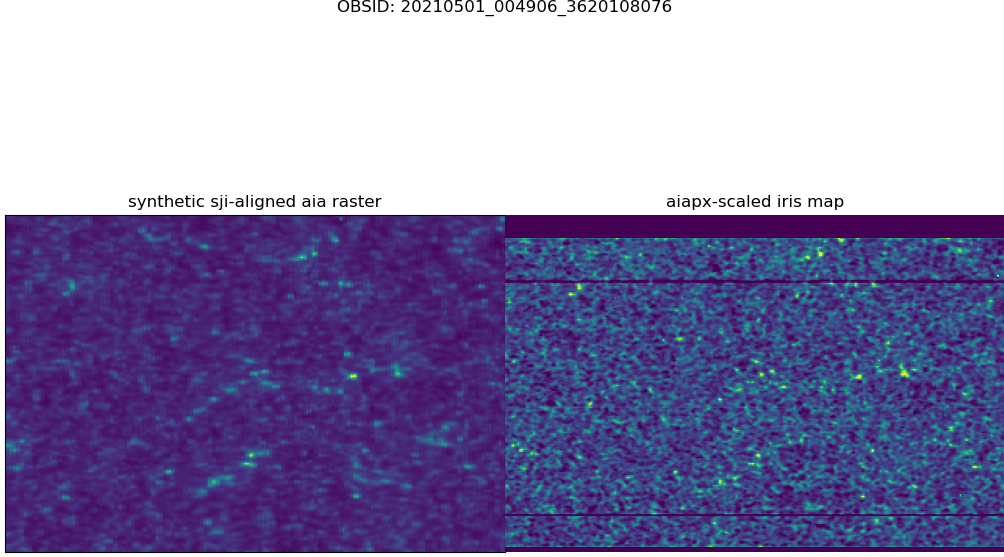 OBSID: 20210501_004906_3620108076
synthetic sji-aligned aia raster
aiapx-scaled iris map